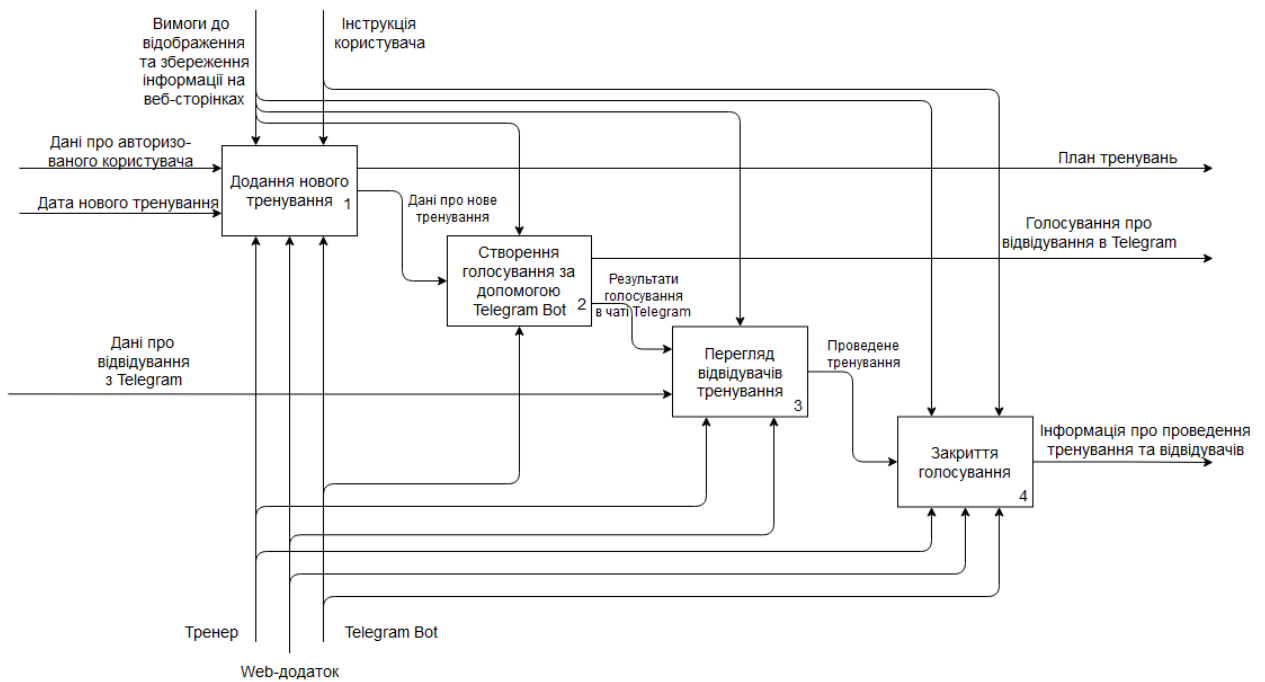 Вимоги до
відображення
та збереження
інформації на
веб-сторінках
Інструкція
користувача
Дані про авторизо-
ваного користувача
Дата нового тренування
Додання нового
тренування
1
План тренувань
Дані про нове
тренування
Голосування про
відвідування в Telegram
Створення
голосування за
допомогою
Telegram Bot
2
Результати
голосування
в чаті Telegram
Дані про
відвідування
з Telegram
Перегляд
відвідувачів
тренування
3
Проведене
тренування
Закриття
голосування
4
Інформація про проведення
тренування та відвідувачів
Тренер
Telegram Bot
Web-додаток